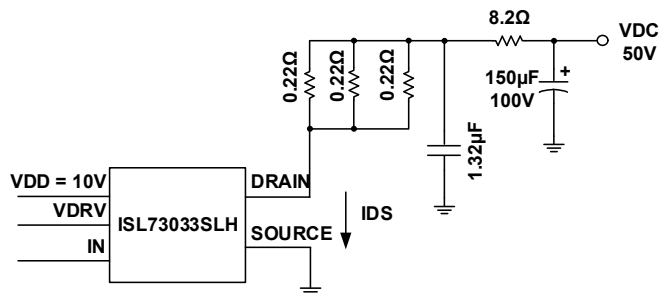 8.2Ω
VDC
50V
0.22Ω
0.22Ω
0.22Ω
150µF
100V
+
1.32µF
VDD = 10V
DRAIN
VDRV
ISL73033SLH
IDS
IN
SOURCE